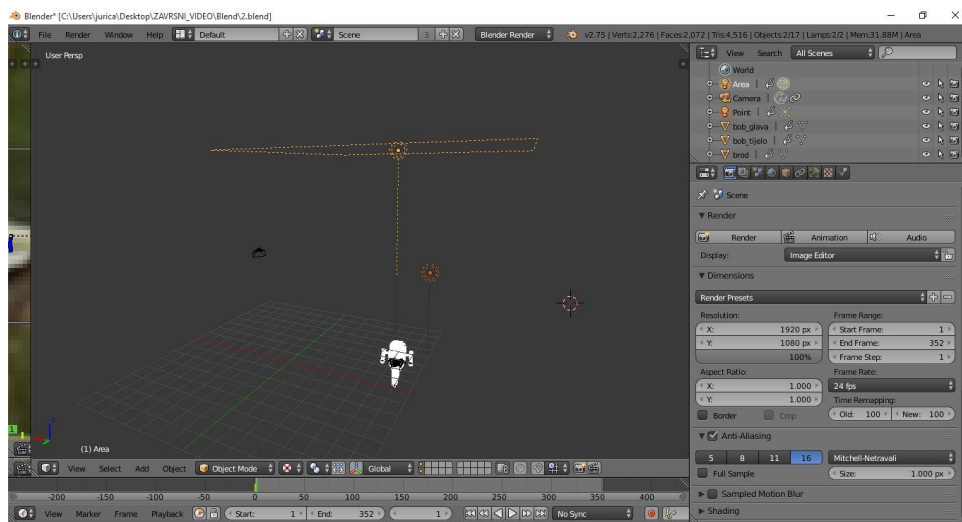 Blender* [C:\Users\jurica\Desktop\ZAVRSNI_VIDEO\Blend\2.blend]
File Render Window Help Default Scene 3 Blender Render v2.75 | Verts:2,276 | Faces:2,072 | Tris:4,516 | Objects:2/17 | Lamps:2/2 | Mem:31.88M | Area
User Persp
View Search All Scenes
World
Area
Camera
Point
bob_glava
bob_tijelo
brod
Scene
Render
Render Animation Audio
Display: Image Editor
Dimensions
Render Presets
Resolution: Frame Range:
X: 1920 px Start Frame: 1
Y: 1080 px End Frame: 352
100% Frame Step: 1
Aspect Ratio: Frame Rate:
X: 1.000 24 fps
Y: 1.000 Time Remapping:
Border Crop Old: 100 New: 100
Anti-Aliasing
5 8 11 16 Mitchell-Netravali
Full Sample Size: 1.000 px
Sampled Motion Blur
Shading
1
z
(1) Area
View Select Add Object Object Mode Global
-200 -150 -100 -50 0 50 100 150 200 250 300 350 400
View Marker Frame Playback Start: 1 End: 352 1 No Sync